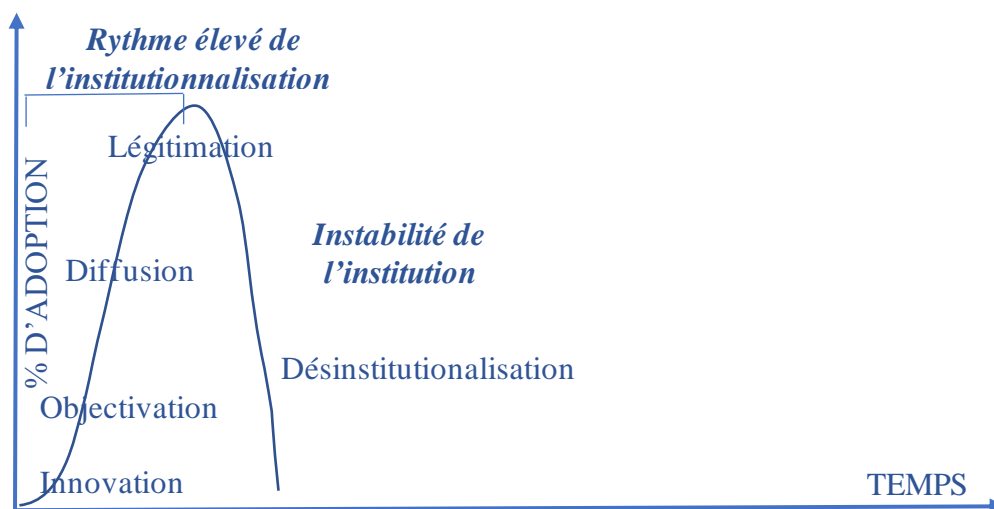 Rythme élevé de
l’institutionnalisation
Légitimation
% D’ADOPTION
Instabilité de
l’institution
Diffusion
Désinstitutionalisation
Objectivation
Innovation
TEMPS